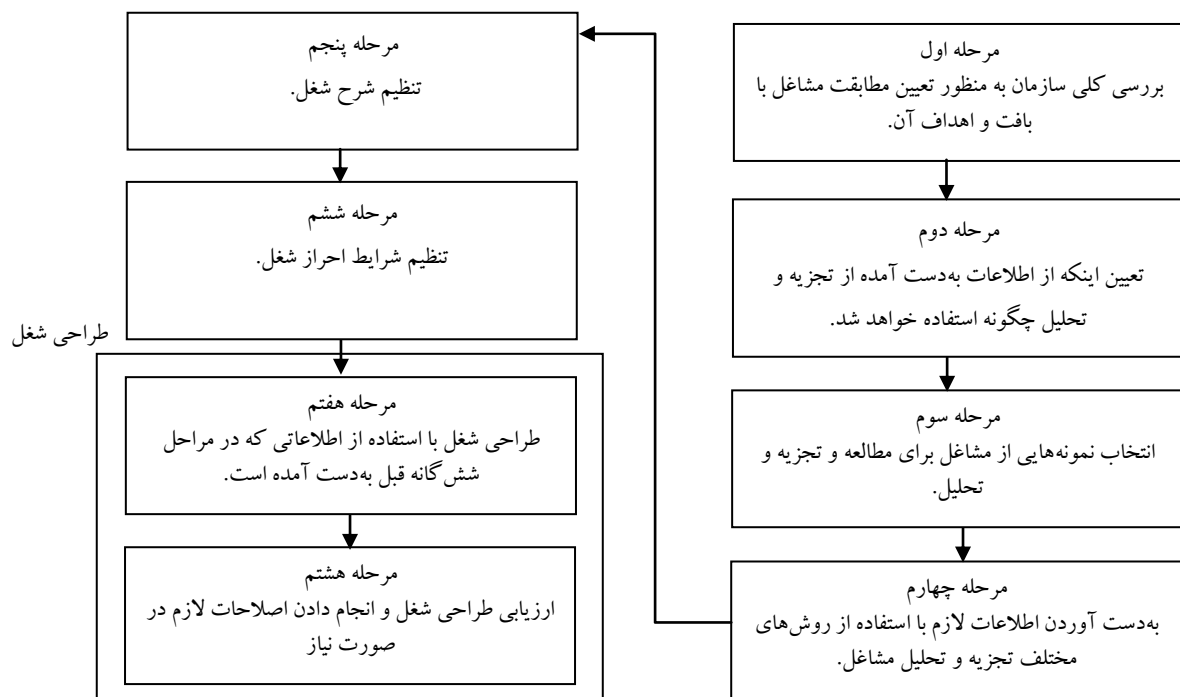 مرحله اول
بررسی کلی سازمان به منظور تعیین مطابقت مشاغل با
بافت و اهداف آن.
مرحله دوم
تعیین اینکه از اطلاعات به‌دست آمده از تجزیه و
تحلیل چگونه استفاده خواهد شد.
مرحله سوم
انتخاب نمونه‌هایی از مشاغل برای مطالعه و تجزیه و
تحلیل.
مرحله چهارم
به‌دست آوردن اطلاعات لازم با استفاده از روش‌های
مختلف تجزیه و تحلیل مشاغل.
مرحله پنجم
تنظیم شرح شغل.
مرحله ششم
تنظیم شرایط احراز شغل.
طراحی شغل
مرحله هفتم
طراحی شغل با استفاده از اطلاعاتی که در مراحل
شش‌گانه قبل به‌دست آمده است.
مرحله هشتم
ارزیابی طراحی شغل و انجام دادن اصلاحات لازم در
صورت نیاز